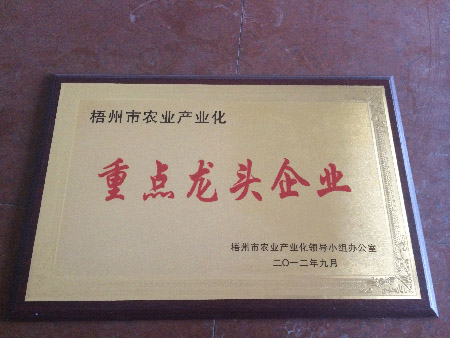 梧州市农业产业化
重点龙头企业
梧州市农业产业化领导小组办公室
二〇一二年九月